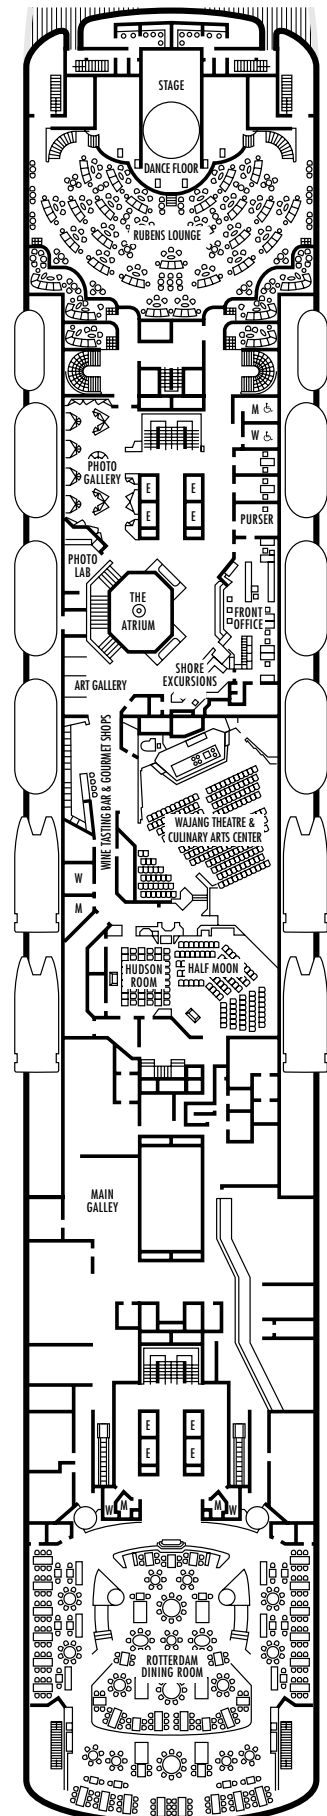 STAGE
DANCE FLOOR
RUBENS LOUNGE
M
W
PHOTO
GALLERY
E E
E E
PURSER
PHOTO
LAB
THE
ATRIUM
FRONT
OFFICE
SHORE
EXCURSIONS
ART GALLERY
WINE TASTING BAR & GOURMET SHOPS
WAJANG THEATRE &
CULINARY ARTS CENTER
W
M
HUDSON
ROOM
HALF MOON
MAIN
GALLEY
E E
E E
W M M W
ROTTERDAM
DINING ROOM